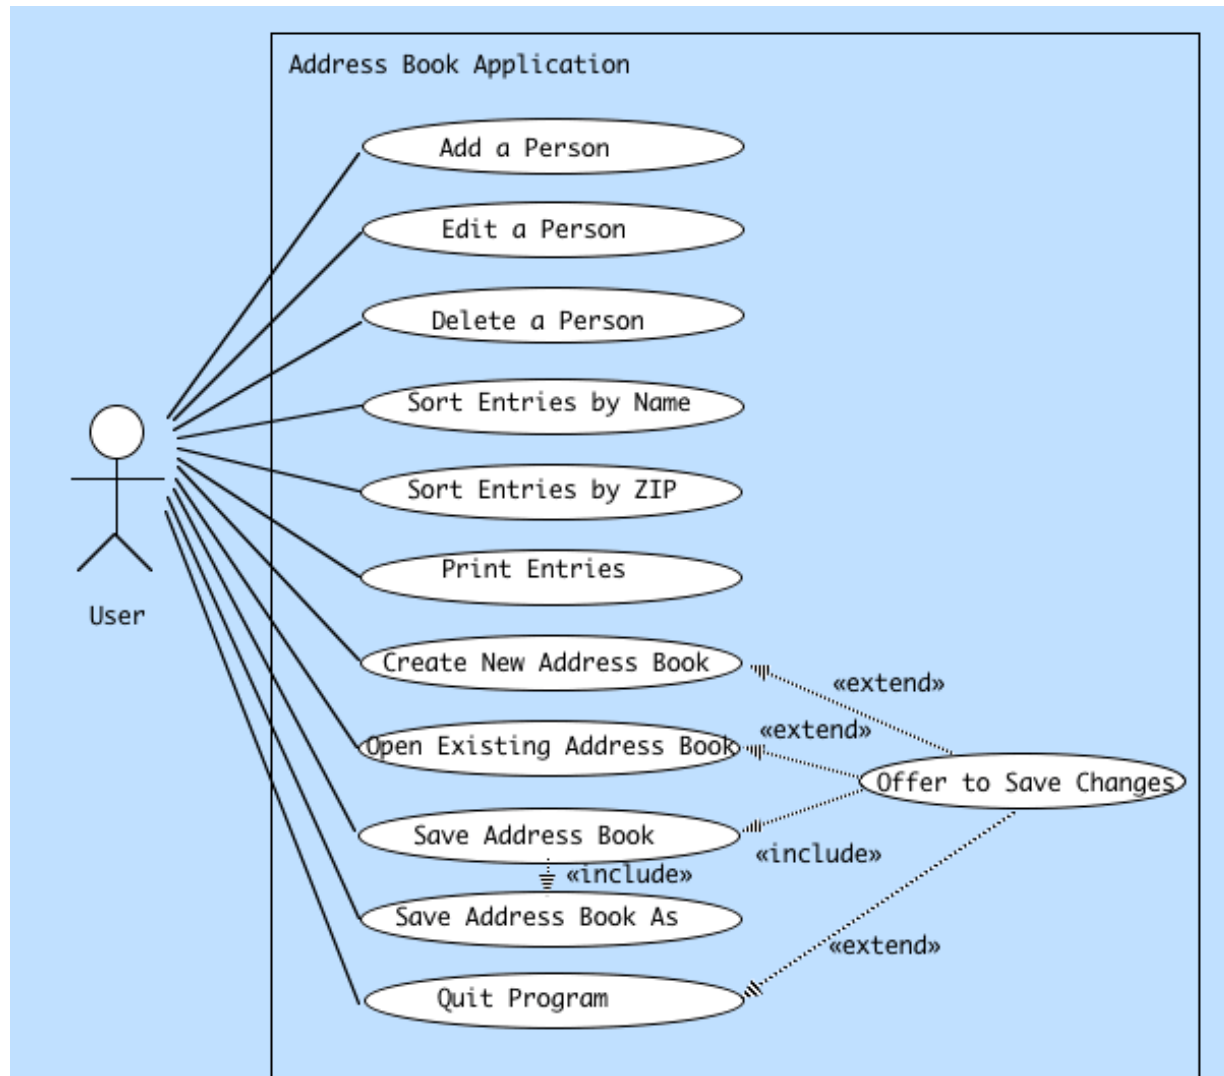 Address Book Application
Add a Person
Edit a Person
Delete a Person
Sort Entries by Name
Sort Entries by ZIP
Print Entries
User
Create New Address Book
«extend»
Open Existing Address Book
«extend»
Offer to Save Changes
Save Address Book
«include»
«include»
Save Address Book As
«extend»
Quit Program